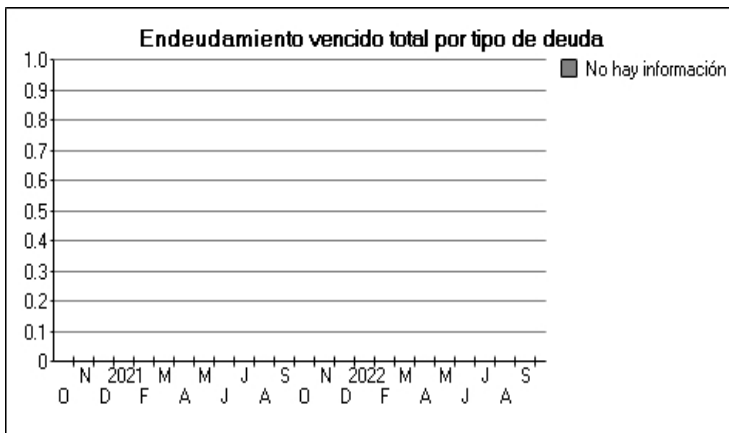 Endeudamiento vencido total por tipo de deuda
No hay información
1.0
0.9
0.8
0.7
0.6
0.5
0.4
0.3
0.2
0.1
0
N 2021 M M J S N 2022 M M J S
O D F A J A O D F A J A